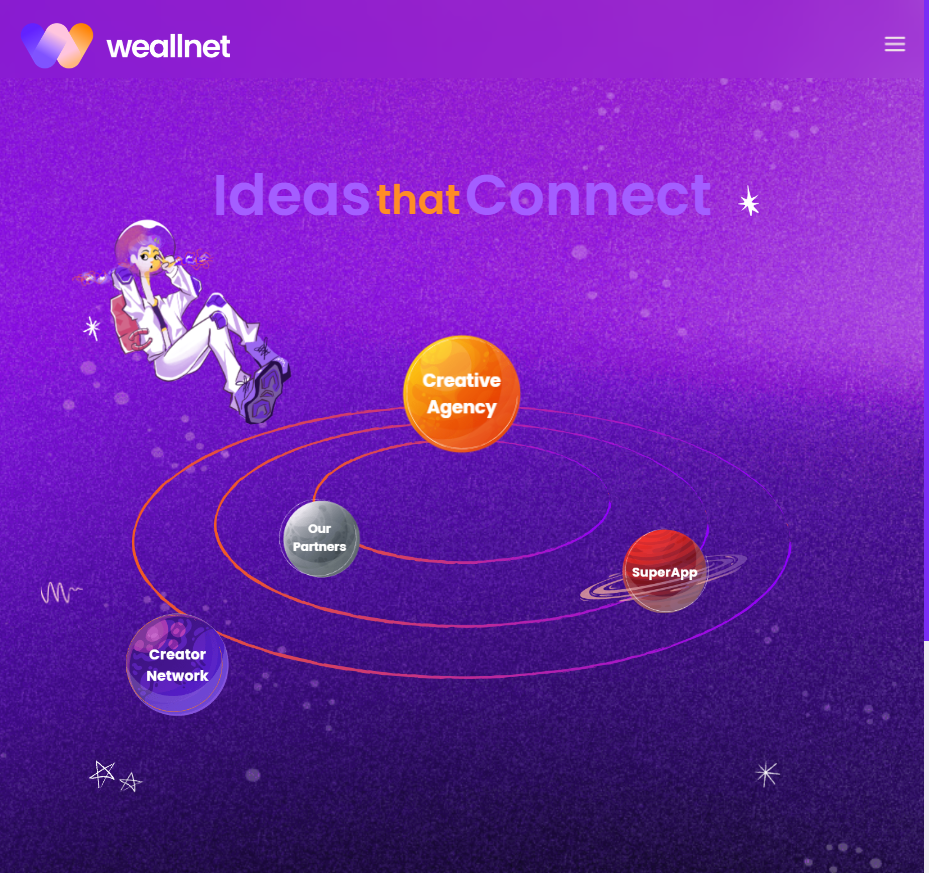 weallnet
Ideas that Connect
Creative
Agency
Our
Partners
SuperApp
Creator
Network